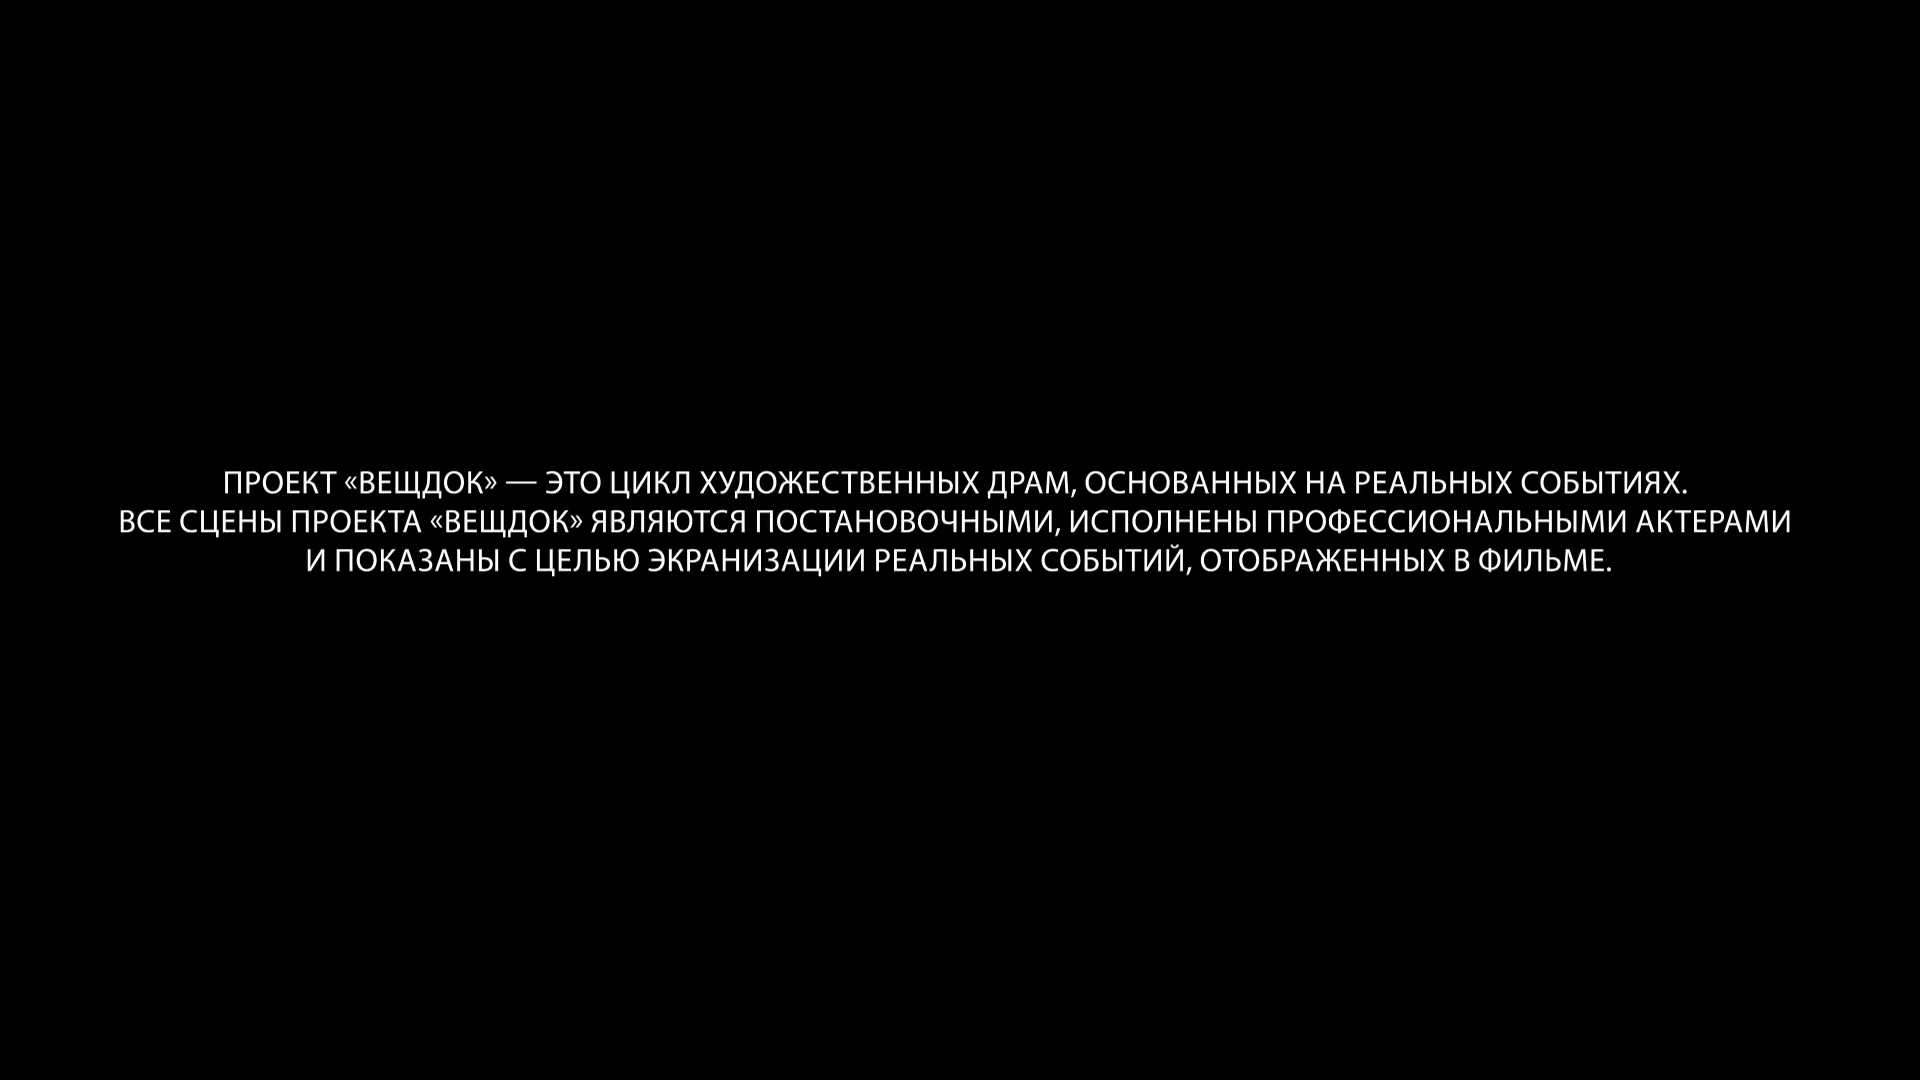 ПРОЕКТ «ВЕЩДОК» — ЭТО ЦИКЛ ХУДОЖЕСТВЕННЫХ ДРАМ, ОСНОВАННЫХ НА РЕАЛЬНЫХ СОБЫТИЯХ.
ВСЕ СЦЕНЫ ПРОЕКТА «ВЕЩДОК» ЯВЛЯЮТСЯ ПОСТАНОВОЧНЫМИ, ИСПОЛНЕНЫ ПРОФЕССИОНАЛЬНЫМИ АКТЕРАМИ
И ПОКАЗАНЫ С ЦЕЛЬЮ ЭКРАНИЗАЦИИ РЕАЛЬНЫХ СОБЫТИЙ, ОТОБРАЖЕННЫХ В ФИЛЬМЕ.